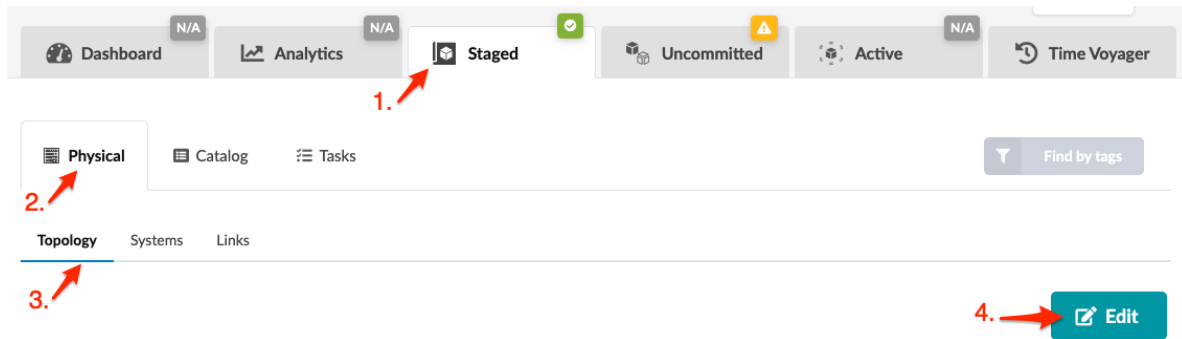 N/A N/A N/A
Dashboard Analytics Staged Uncommitted Active Time Voyager
1.
Physical Catalog Tasks Find by tags
2.
Topology Systems Links
3.
4. Edit